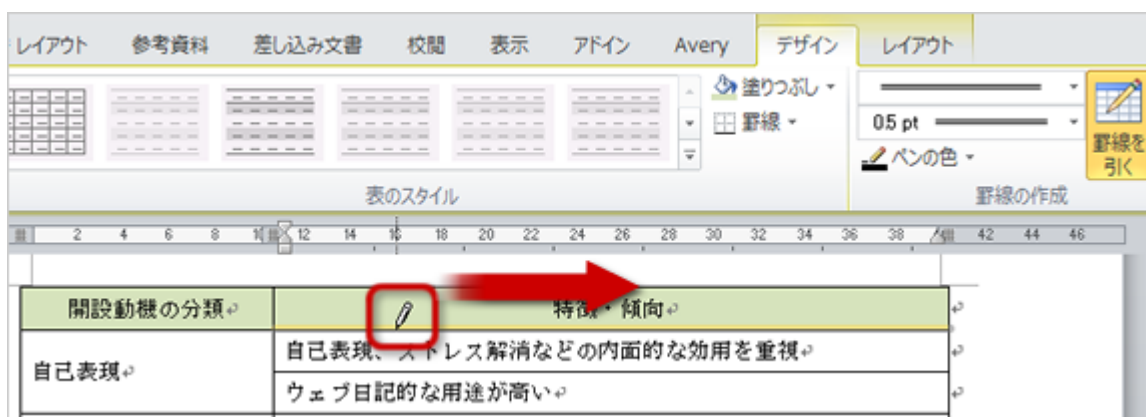 レイアウト 参考資料 差し込み文書 校閲 表示 アドイン Avery デザイン レイアウト
塗りつぶし
罫線
0.5 pt
ペンの色
罫線を
引く
表のスタイル 罫線の作成
2 4 6 8 10 12 14 16 18 20 22 24 26 28 30 32 34 36 38 42 44 46
開設動機の分類 特徴・傾向
自己表現 自己表現、ストレス解消などの内面的な効用を重視
ウェブ日記的な用途が高い